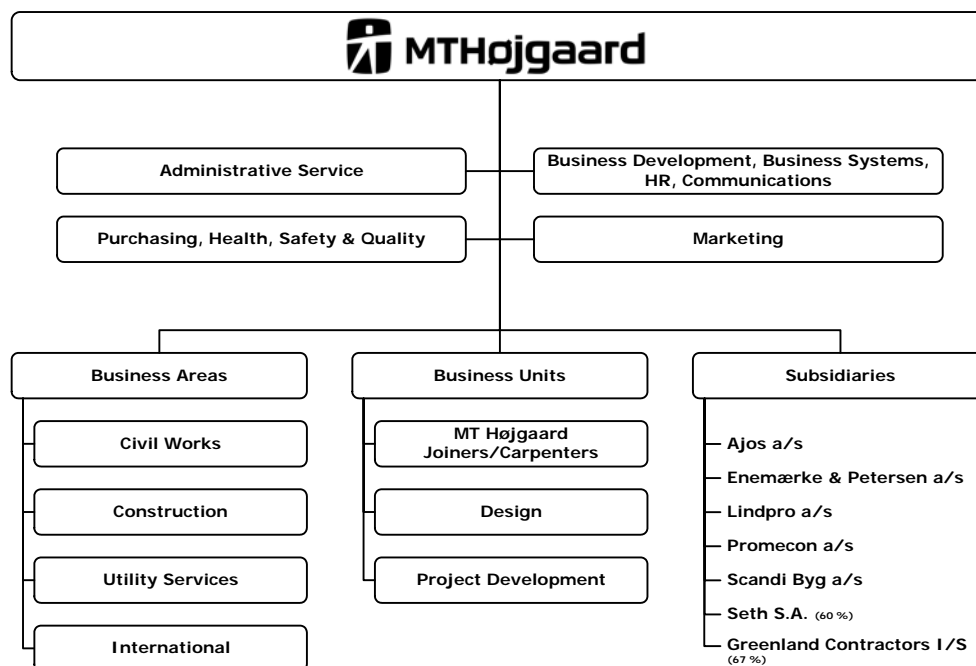 MTHøjgaard
Administrative Service
Business Development, Business Systems,
HR, Communications
Purchasing, Health, Safety & Quality
Marketing
Business Areas
Civil Works
Construction
Utility Services
International
Business Units
MT Højgaard
Joiners/Carpenters
Design
Project Development
Subsidiaries
Ajos a/s
Enemærke & Petersen a/s
Lindpro a/s
Promecon a/s
Scandi Byg a/s
Seth S.A. (60 %)
Greenland Contractors I/S
(67 %)